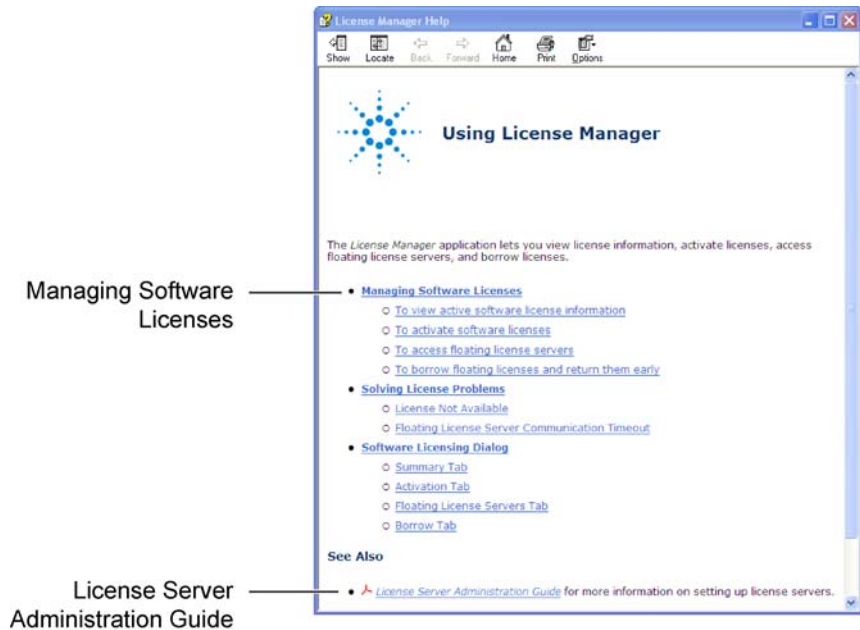 License Manager Help
Show Locate Back Forward Home Print Options
Using License Manager
The License Manager application lets you view license information, activate licenses, access
floating license servers, and borrow licenses.
Managing Software
Licenses
• Managing Software Licenses
○ To view active software license information
○ To activate software licenses
○ To access floating license servers
○ To borrow floating licenses and return them early
• Solving License Problems
○ License Not Available
○ Floating License Server Communication Timeout
• Software Licensing Dialog
○ Summary Tab
○ Activation Tab
○ Floating License Servers Tab
○ Borrow Tab
See Also
License Server
Administration Guide
• License Server Administration Guide for more information on setting up license servers.